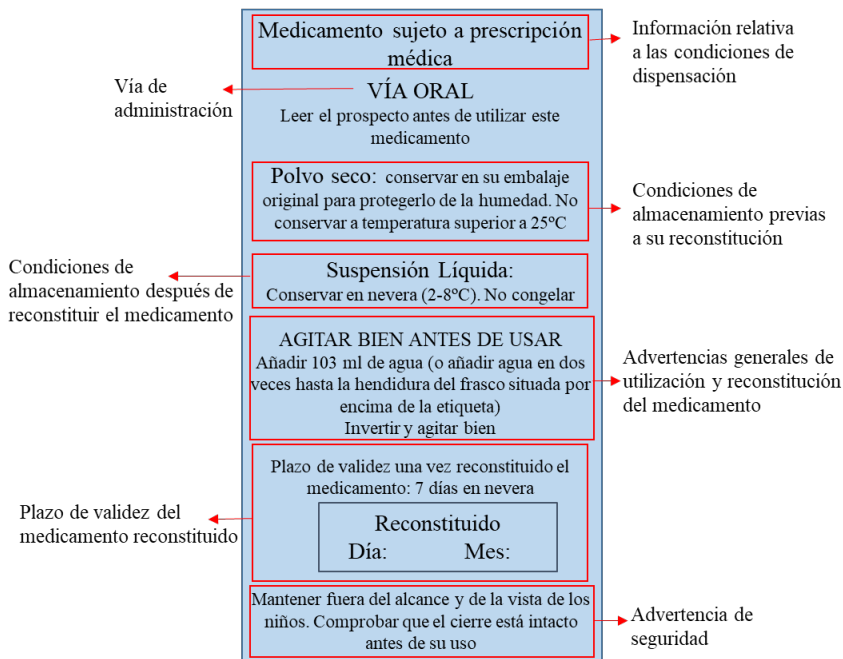 Medicamento sujeto a prescripción
médica
Información relativa
a las condiciones de
dispensación
Vía de
administración
VÍA ORAL
Leer el prospecto antes de utilizar este
medicamento
Polvo seco: conservar en su embalaje
original para protegerlo de la humedad. No
conservar a temperatura superior a 25ºC
Condiciones de
almacenamiento previas
a su reconstitución
Condiciones de
almacenamiento después de
reconstituir el medicamento
Suspensión Líquida:
Conservar en nevera (2-8ºC). No congelar
AGITAR BIEN ANTES DE USAR
Añadir 103 ml de agua (o añadir agua en dos
veces hasta la hendidura del frasco situada por
encima de la etiqueta)
Invertir y agitar bien
Advertencias generales de
utilización y reconstitución
del medicamento
Plazo de validez una vez reconstituido el
medicamento: 7 días en nevera
Plazo de validez del
medicamento reconstituido
Reconstituido
Día: Mes:
Mantener fuera del alcance y de la vista de los
niños. Comprobar que el cierre está intacto
antes de su uso
Advertencia de
seguridad